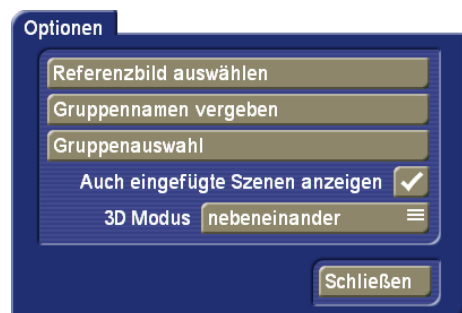 Optionen
Referenzbild auswählen
Gruppennamen vergeben
Gruppenauswahl
Auch eingefügte Szenen anzeigen
3D Modus nebeneinander
Schließen